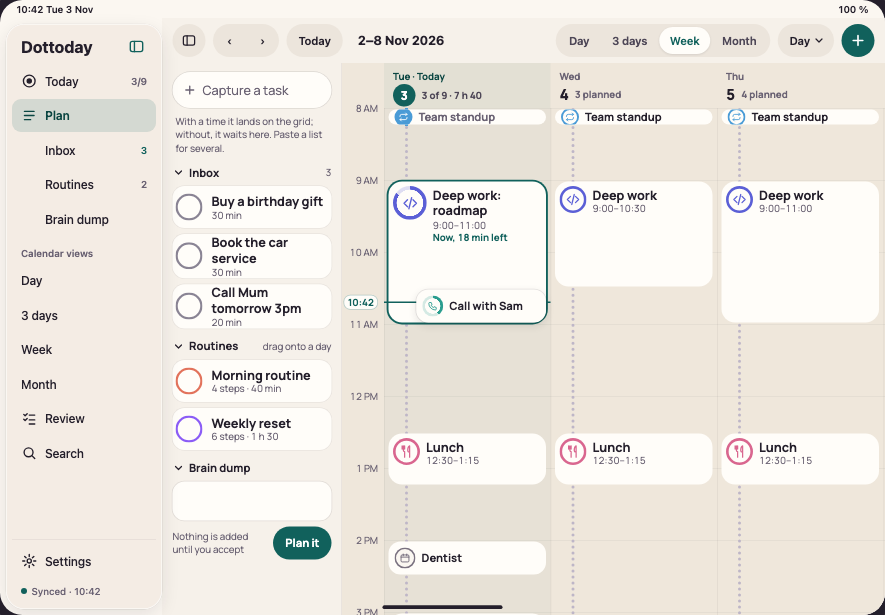 10:42 Tue 3 Nov
100 %
Dottoday
Today 3/9
Plan
Inbox 3
Routines 2
Brain dump
Calendar views
Day
3 days
Week
Month
Review
Search
Settings
Synced · 10:42
‹ ›
Today
2–8 Nov 2026
Day 3 days Week Month
Day
+
+ Capture a task
With a time it lands on the grid;
without, it waits here. Paste a list
for several.
Inbox 3
Buy a birthday gift
30 min
Book the car
service
30 min
Call Mum
tomorrow 3pm
20 min
Routines drag onto a day
Morning routine
4 steps · 40 min
Weekly reset
6 steps · 1 h 30
Brain dump
Nothing is added
until you accept
Plan it
Tue · Today
3 3 of 9 · 7 h 40
Wed
4 3 planned
Thu
5 4 planned
8 AM
9 AM
10 AM
10:42
11 AM
12 PM
1 PM
2 PM
3 PM
Team standup
Deep work:
roadmap
9:00–11:00
Now, 18 min left
Call with Sam
Lunch
12:30–1:15
Dentist
Team standup
Deep work
9:00–10:30
Lunch
12:30–1:15
Team standup
Deep work
9:00–11:00
Lunch
12:30–1:15